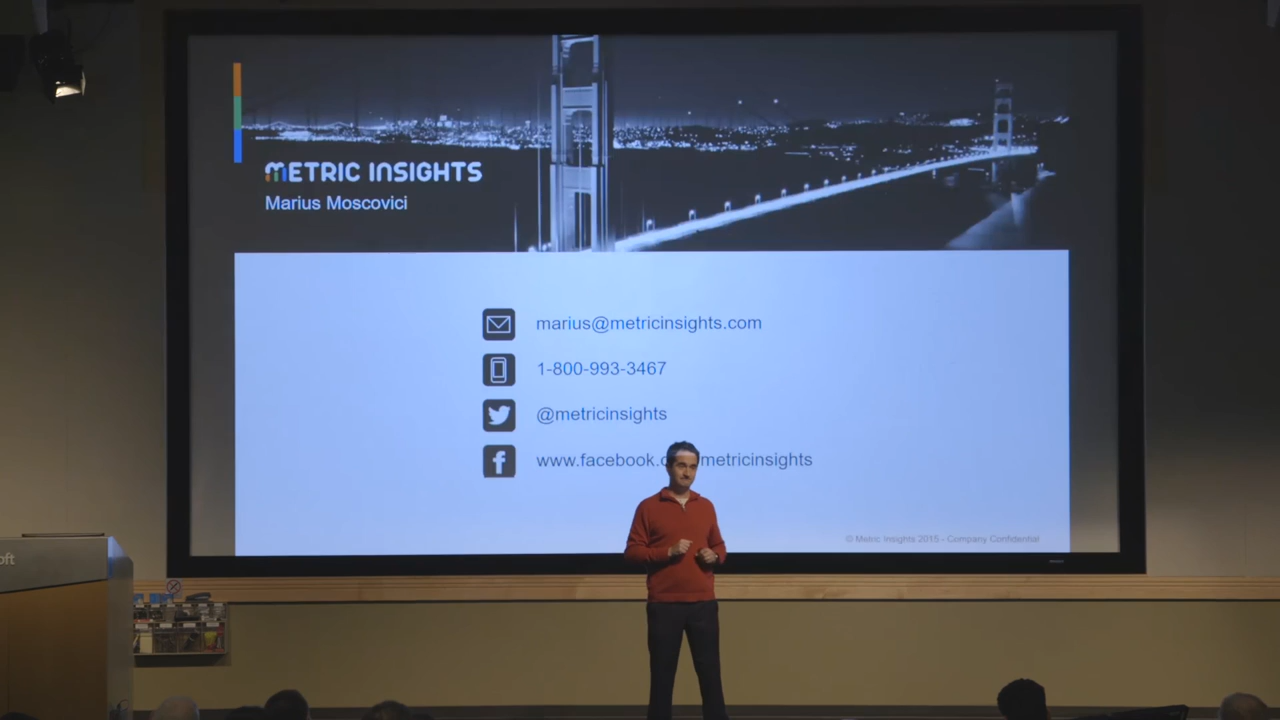 METRIC INSIGHTS
Marius Moscovici
marius@metricinsights.com
1-800-993-3467
@metricinsights
www.facebook.c metricinsights
© Metric Insights 2015 - Company Confidential
oft